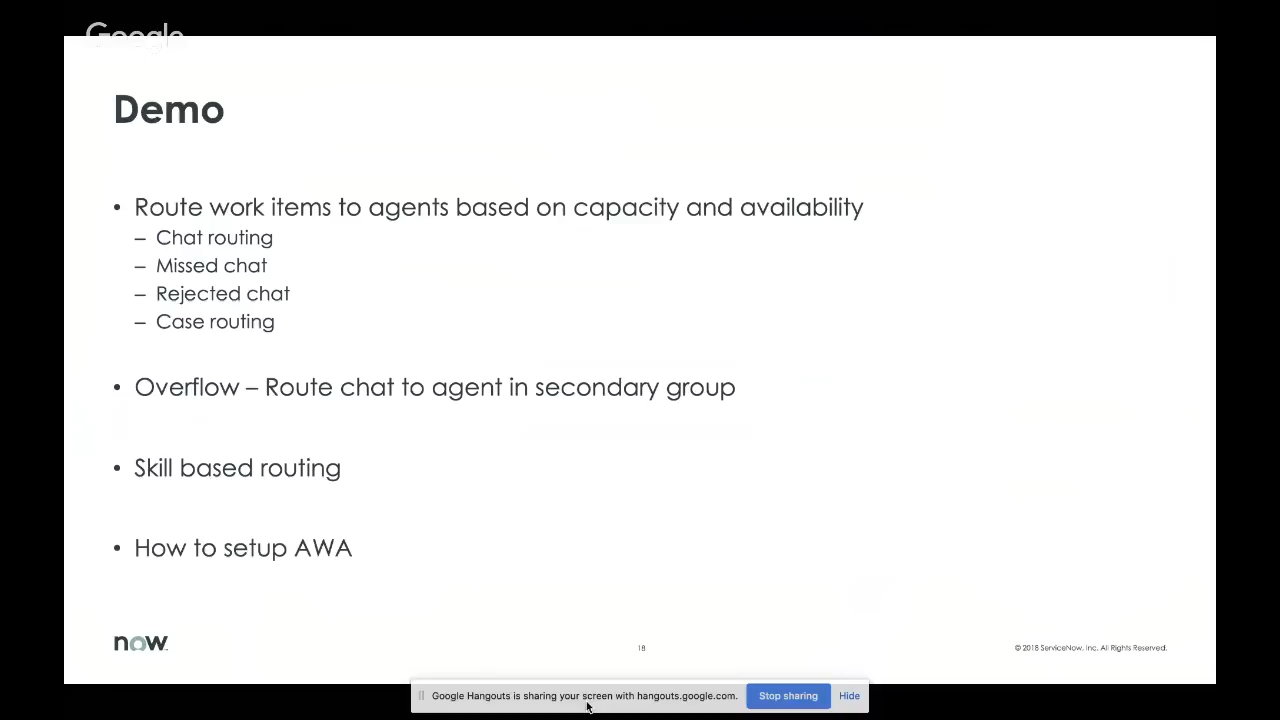 Google
Demo
• Route work items to agents based on capacity and availability
– Chat routing
– Missed chat
– Rejected chat
– Case routing
• Overflow – Route chat to agent in secondary group
• Skill based routing
• How to setup AWA
now
18
© 2018 ServiceNow, Inc. All Rights Reserved.
Google Hangouts is sharing your screen with hangouts.google.com.
Stop sharing
Hide